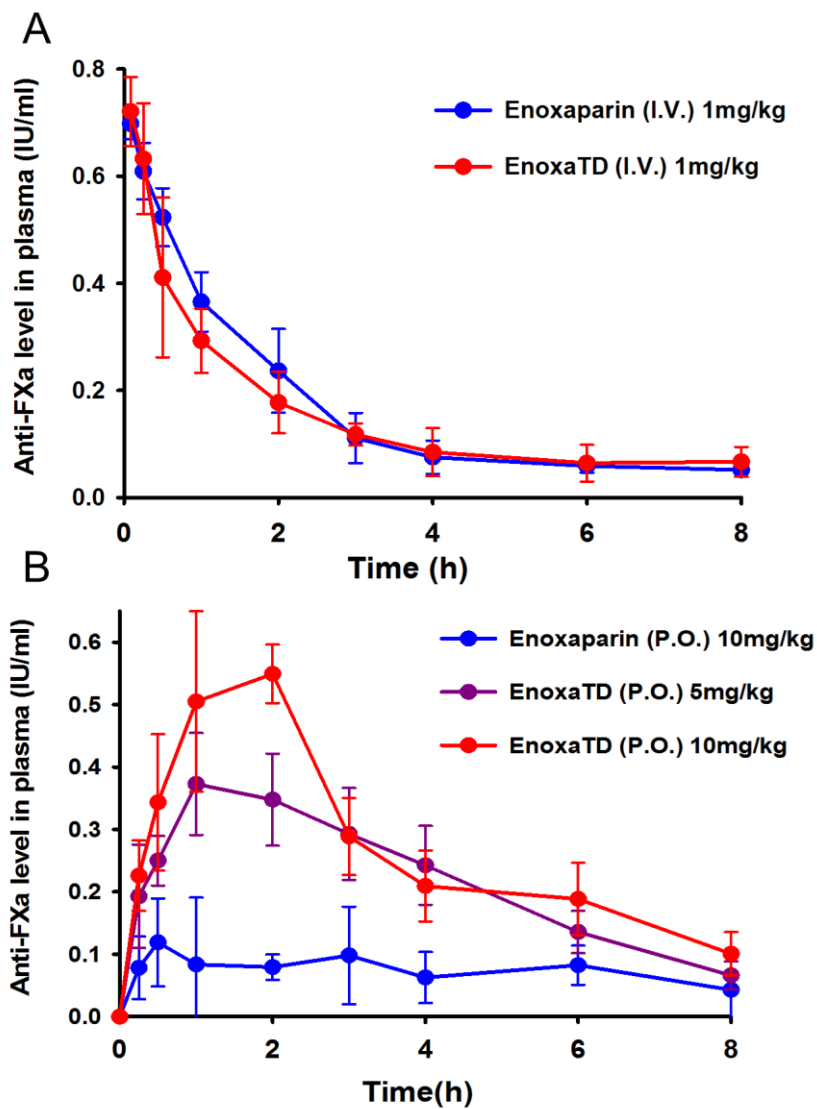 A
Anti-FXa level in plasma (IU/ml)
0.8
0.6
0.4
0.2
0.0
Enoxaparin (I.V.) 1mg/kg
EnoxaTD (I.V.) 1mg/kg
0 2 4 6 8
Time (h)
B
Anti-FXa level in plasma (IU/ml)
0.6
0.5
0.4
0.3
0.2
0.1
0.0
Enoxaparin (P.O.) 10mg/kg
EnoxaTD (P.O.) 5mg/kg
EnoxaTD (P.O.) 10mg/kg
0 2 4 6 8
Time(h)